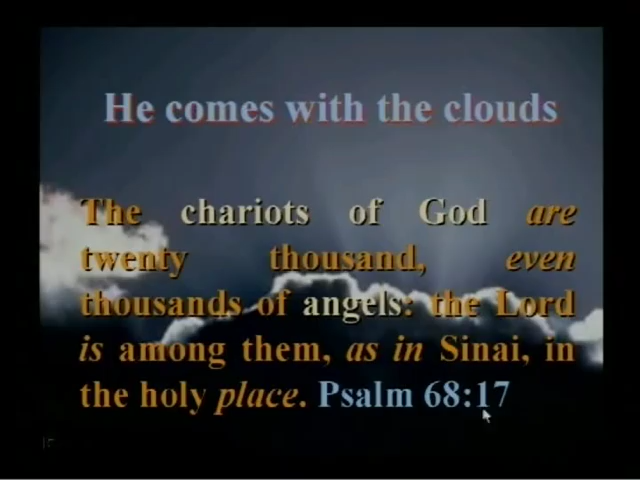 He comes with the clouds
The chariots of God are
twenty thousand, even
thousands of angels: the Lord
is among them, as in Sinai, in
the holy place. Psalm 68:17